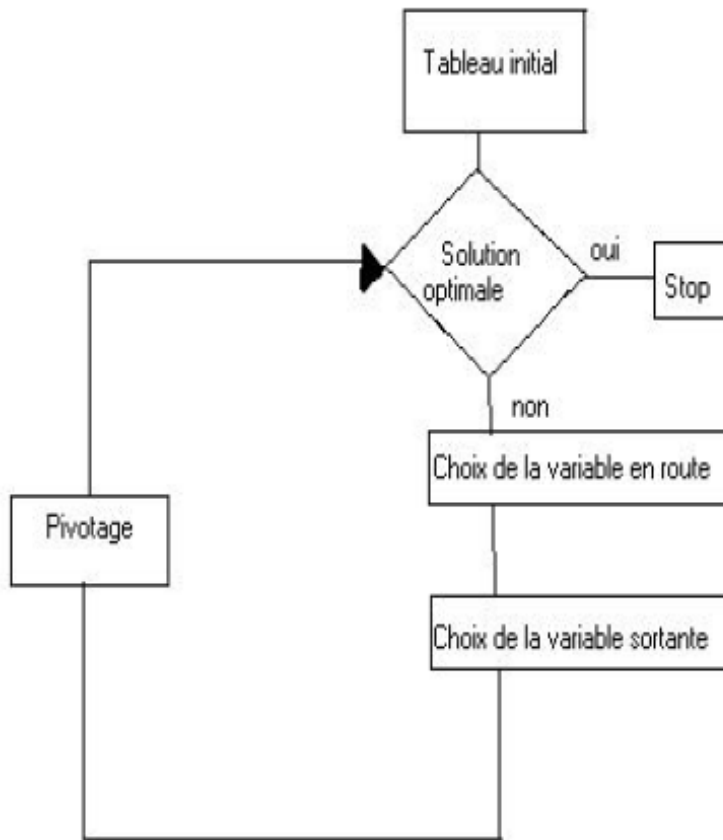 Tableau initial
Solution
optimale
oui
Stop
non
Choix de la variable en route
Pivotage
Choix de la variable sortante